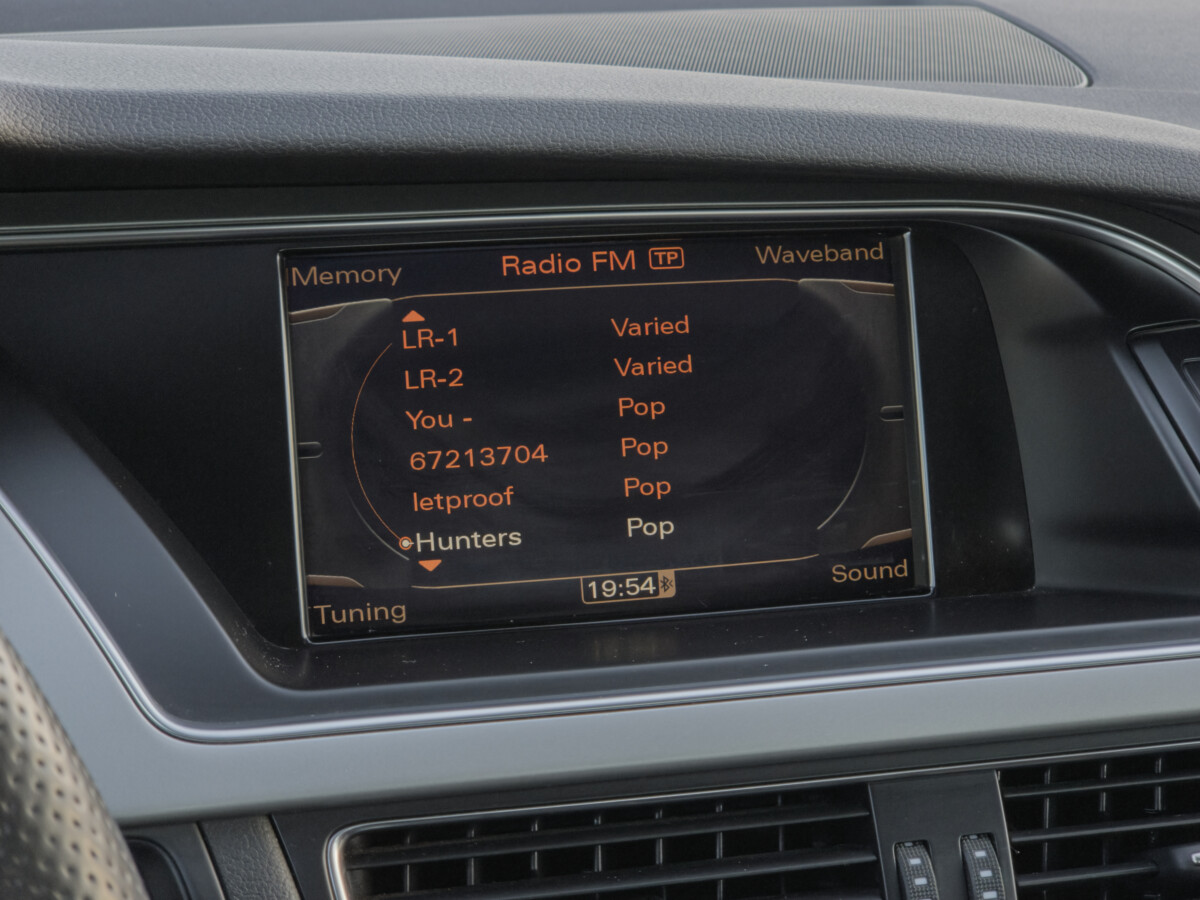 Memory Radio FM TP Waveband
LR-1 Varied
LR-2 Varied
You - Pop
67213704 Pop
letproof Pop
Hunters Pop
19:54
Tuning Sound